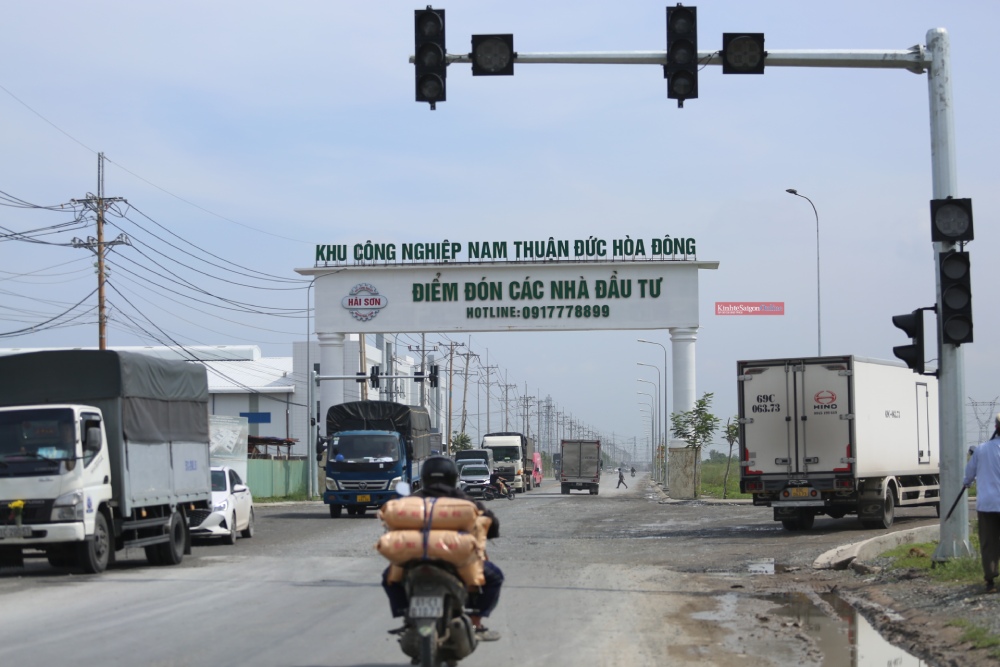 KHU CÔNG NGHIỆP NAM THUẬN ĐỨC HÒA ĐÔNG
HẢI SƠN
ĐIỂM ĐÓN CÁC NHÀ ĐẦU TƯ
HOTLINE: 0917778899
KinhteSaigon
69C
063.73
HINO